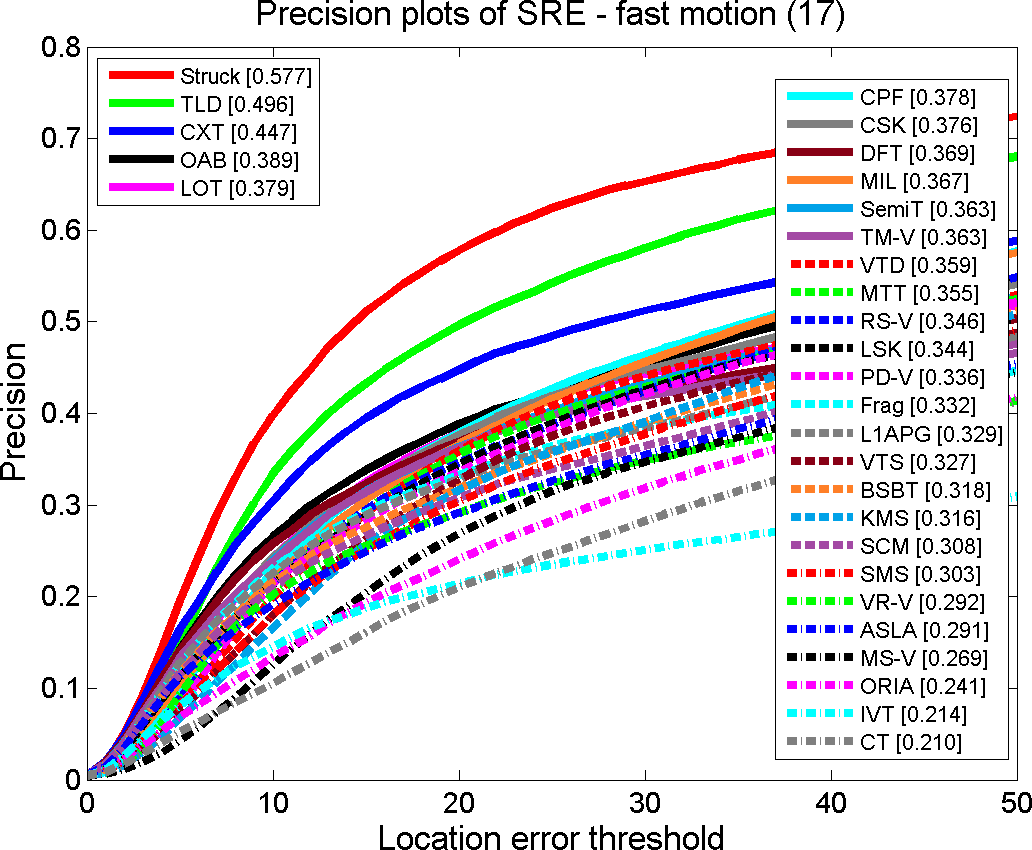 Precision plots of SRE - fast motion (17)
Precision
0.8
0.7
0.6
0.5
0.4
0.3
0.2
0.1
0
Struck [0.577]
TLD [0.496]
CXT [0.447]
OAB [0.389]
LOT [0.379]
CPF [0.378]
CSK [0.376]
DFT [0.369]
MIL [0.367]
SemiT [0.363]
TM-V [0.363]
VTD [0.359]
MTT [0.355]
RS-V [0.346]
LSK [0.344]
PD-V [0.336]
Frag [0.332]
L1APG [0.329]
VTS [0.327]
BSBT [0.318]
KMS [0.316]
SCM [0.308]
SMS [0.303]
VR-V [0.292]
ASLA [0.291]
MS-V [0.269]
ORIA [0.241]
IVT [0.214]
CT [0.210]
0 10 20 30 40 50
Location error threshold